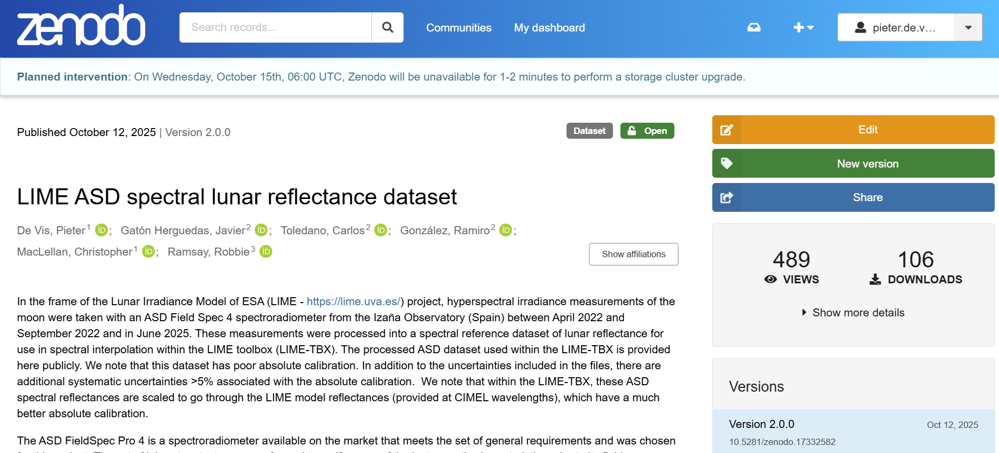 zenodo
Search records...
Communities
My dashboard
pieter.de.v...
Planned intervention: On Wednesday, October 15th, 06:00 UTC, Zenodo will be unavailable for 1-2 minutes to perform a storage cluster upgrade.
Published October 12, 2025 | Version 2.0.0
Dataset
Open
LIME ASD spectral lunar reflectance dataset
De Vis, Pieter1 iD; Gatón Herguedas, Javier2 iD; Toledano, Carlos2 iD; González, Ramiro2 iD;
MacLellan, Christopher1 iD; Ramsay, Robbie3 iD
Show affiliations
In the frame of the Lunar Irradiance Model of ESA (LIME - https://lime.uva.es/) project, hyperspectral irradiance measurements of the
moon were taken with an ASD Field Spec 4 spectroradiometer from the Izaña Observatory (Spain) between April 2022 and
September 2022 and in June 2025. These measurements were processed into a spectral reference dataset of lunar reflectance for
use in spectral interpolation within the LIME toolbox (LIME-TBX). The processed ASD dataset used within the LIME-TBX is provided
here publicly. We note that this dataset has poor absolute calibration. In addition to the uncertainties included in the files, there are
additional systematic uncertainties >5% associated with the absolute calibration.  We note that within the LIME-TBX, these ASD
spectral reflectances are scaled to go through the LIME model reflectances (provided at CIMEL wavelengths), which have a much
better absolute calibration.
The ASD FieldSpec Pro 4 is a spectroradiometer available on the market that meets the set of general requirements and was chosen
Edit
New version
Share
489
VIEWS
106
DOWNLOADS
Show more details
Versions
Version 2.0.0
Oct 12, 2025
10.5281/zenodo.17332582